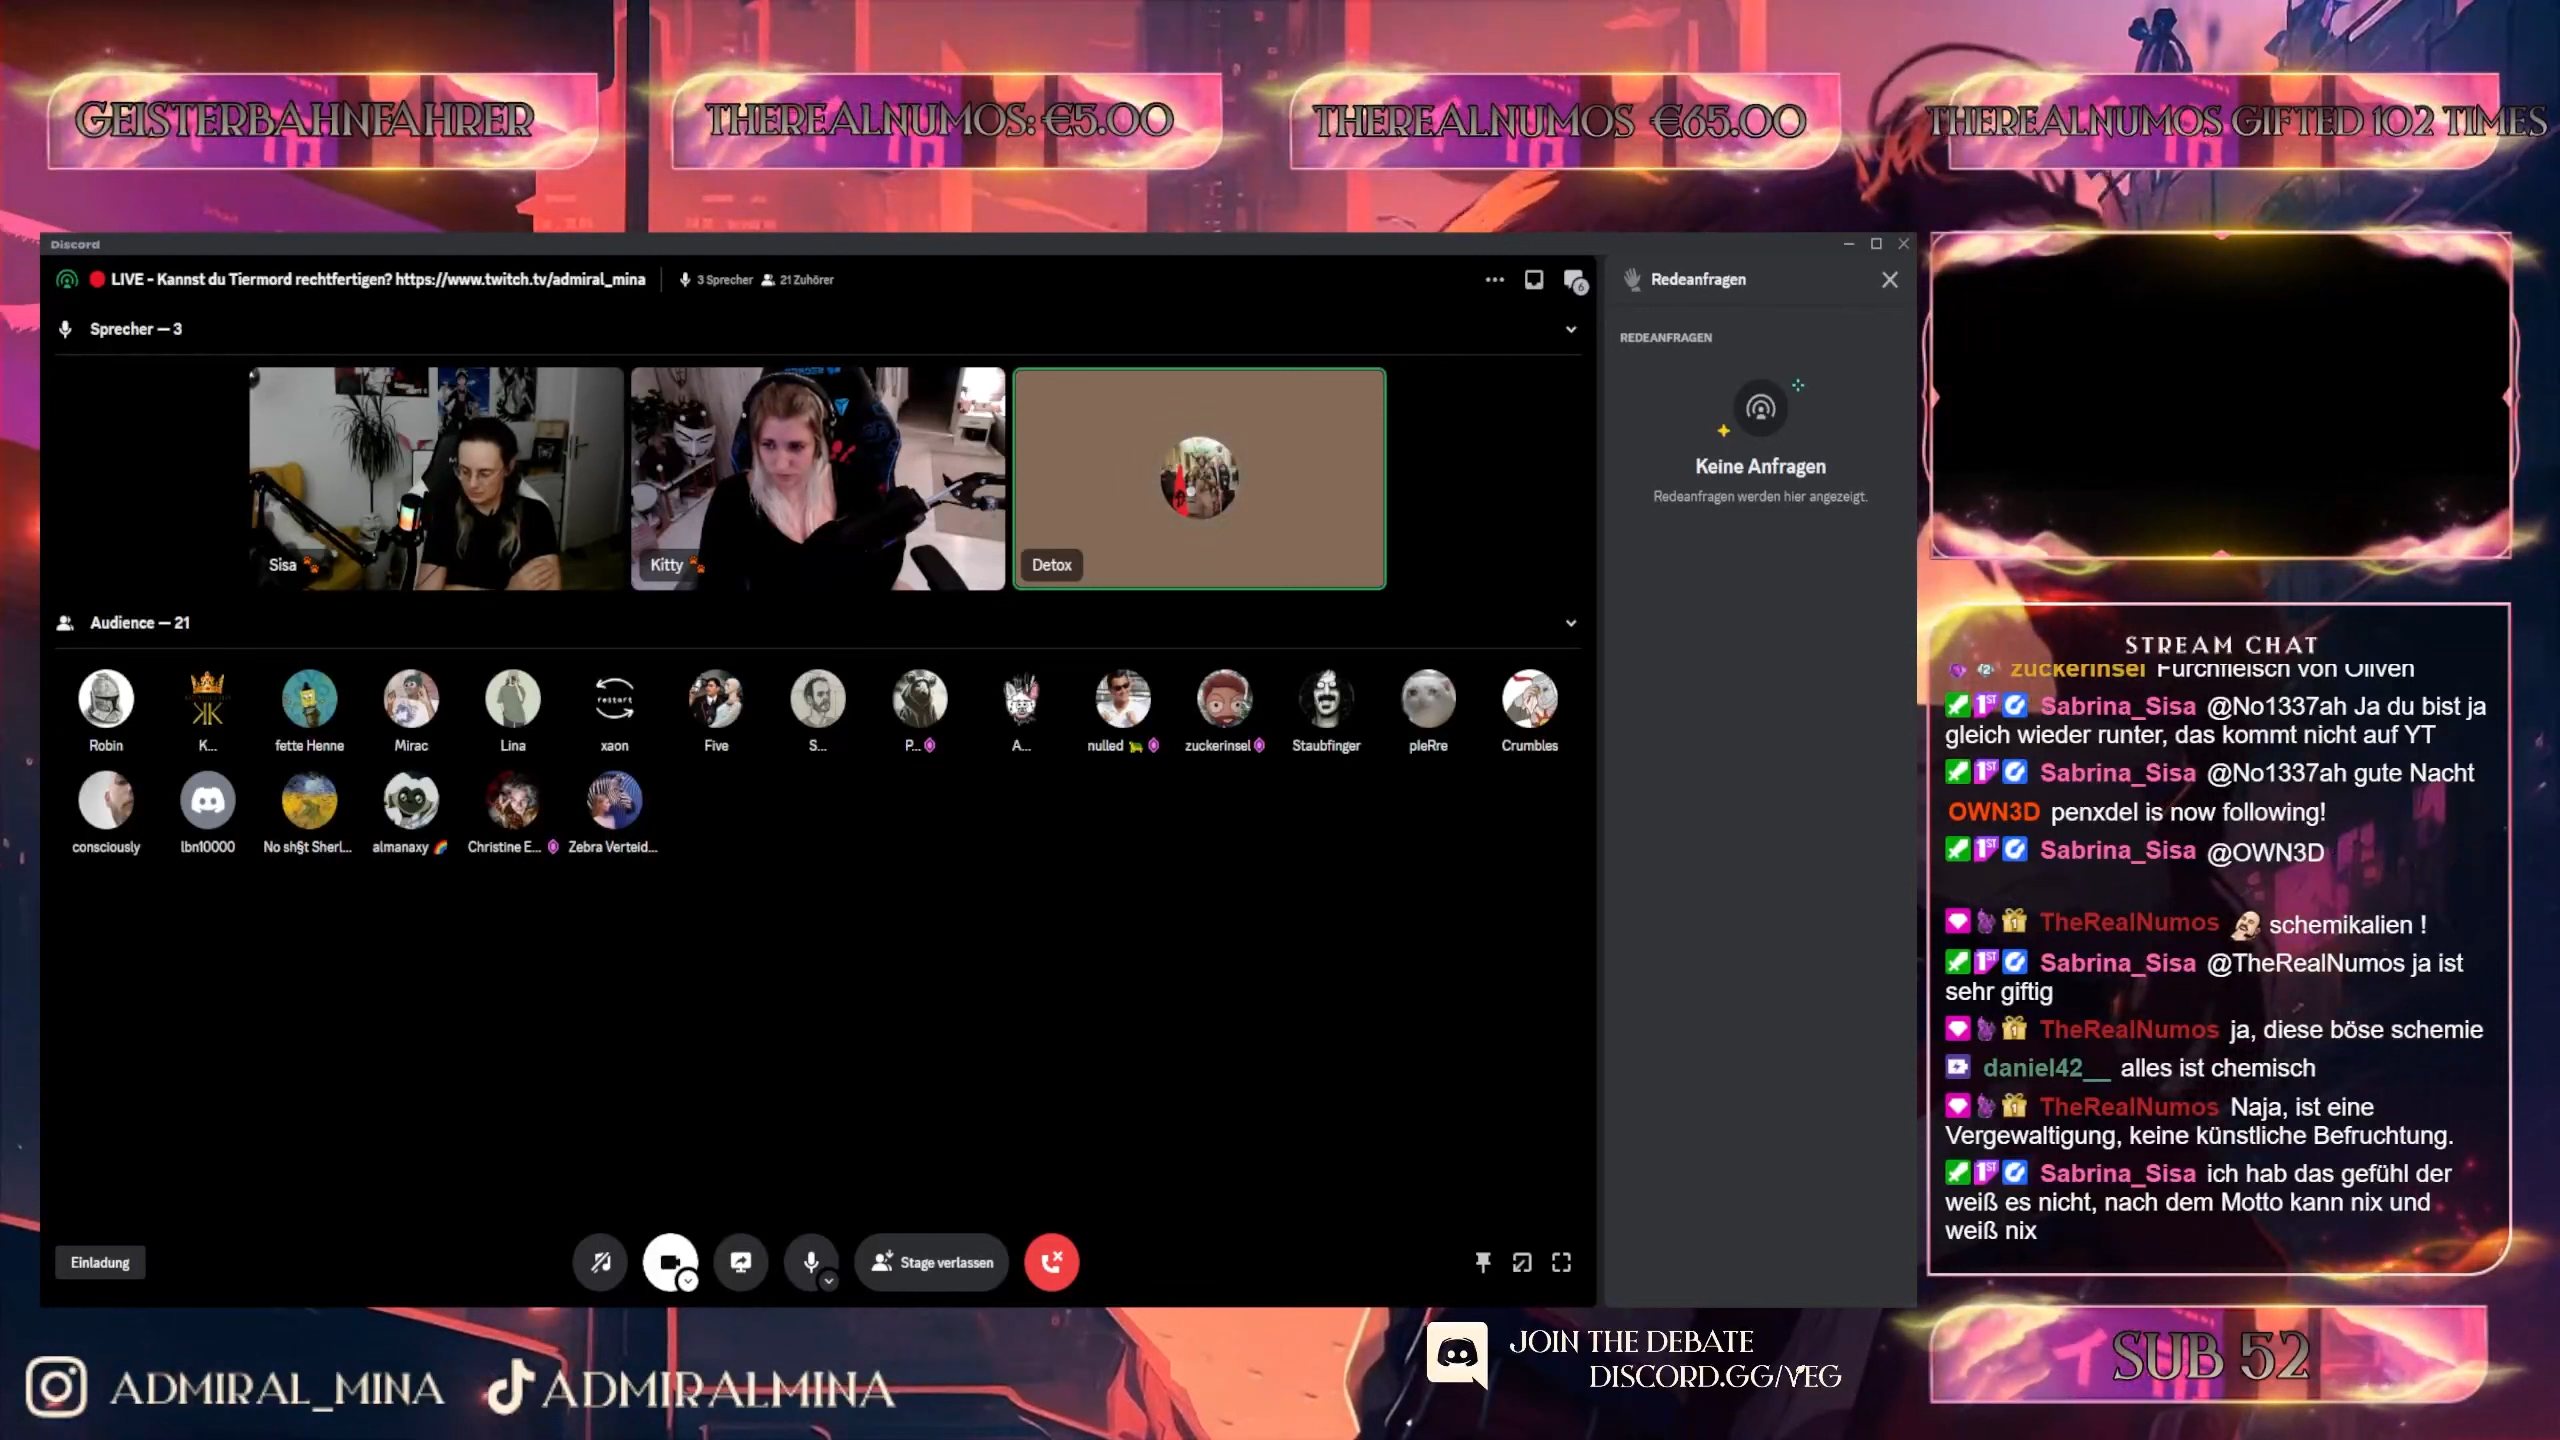 GEISTERBAHNFAHRER
THEREALNUMOS: €5.00
THEREALNUMOS €65.00
THEREALNUMOS GIFTED 102 TIMES
Discord
LIVE - Kannst du Tiermord rechtfertigen? https://www.twitch.tv/admiral_mina
3 Sprecher
21 Zuhörer
6
Redeanfragen
Sprecher — 3
REDEANFRAGEN
Keine Anfragen
Redeanfragen werden hier angezeigt.
Sisa
Kitty
Detox
Audience — 21
restart
Robin
K...
fette Henne
Mirac
Lina
xaon
Five
S...
P...
A...
nulled
zuckerinsel
Staubfinger
pleRre
Crumbles
consciously
lbn10000
No sh§t Sherl...
almanaxy
Christine E...
Zebra Verteid...
Einladung
Stage verlassen
STREAM CHAT
zuckerinsel Furchfleisch von Oliven
Sabrina_Sisa @No1337ah Ja du bist ja
gleich wieder runter, das kommt nicht auf YT
Sabrina_Sisa @No1337ah gute Nacht
OWN3D penxdel is now following!
Sabrina_Sisa @OWN3D
TheRealNumos schemikalien !
Sabrina_Sisa @TheRealNumos ja ist
sehr giftig
TheRealNumos ja, diese böse schemie
daniel42__ alles ist chemisch
TheRealNumos Naja, ist eine
Vergewaltigung, keine künstliche Befruchtung.
Sabrina_Sisa ich hab das gefühl der
weiß es nicht, nach dem Motto kann nix und
weiß nix
ADMIRAL_MINA
ADMIRALMINA
JOIN THE DEBATE
DISCORD.GG/VEG
SUB 52